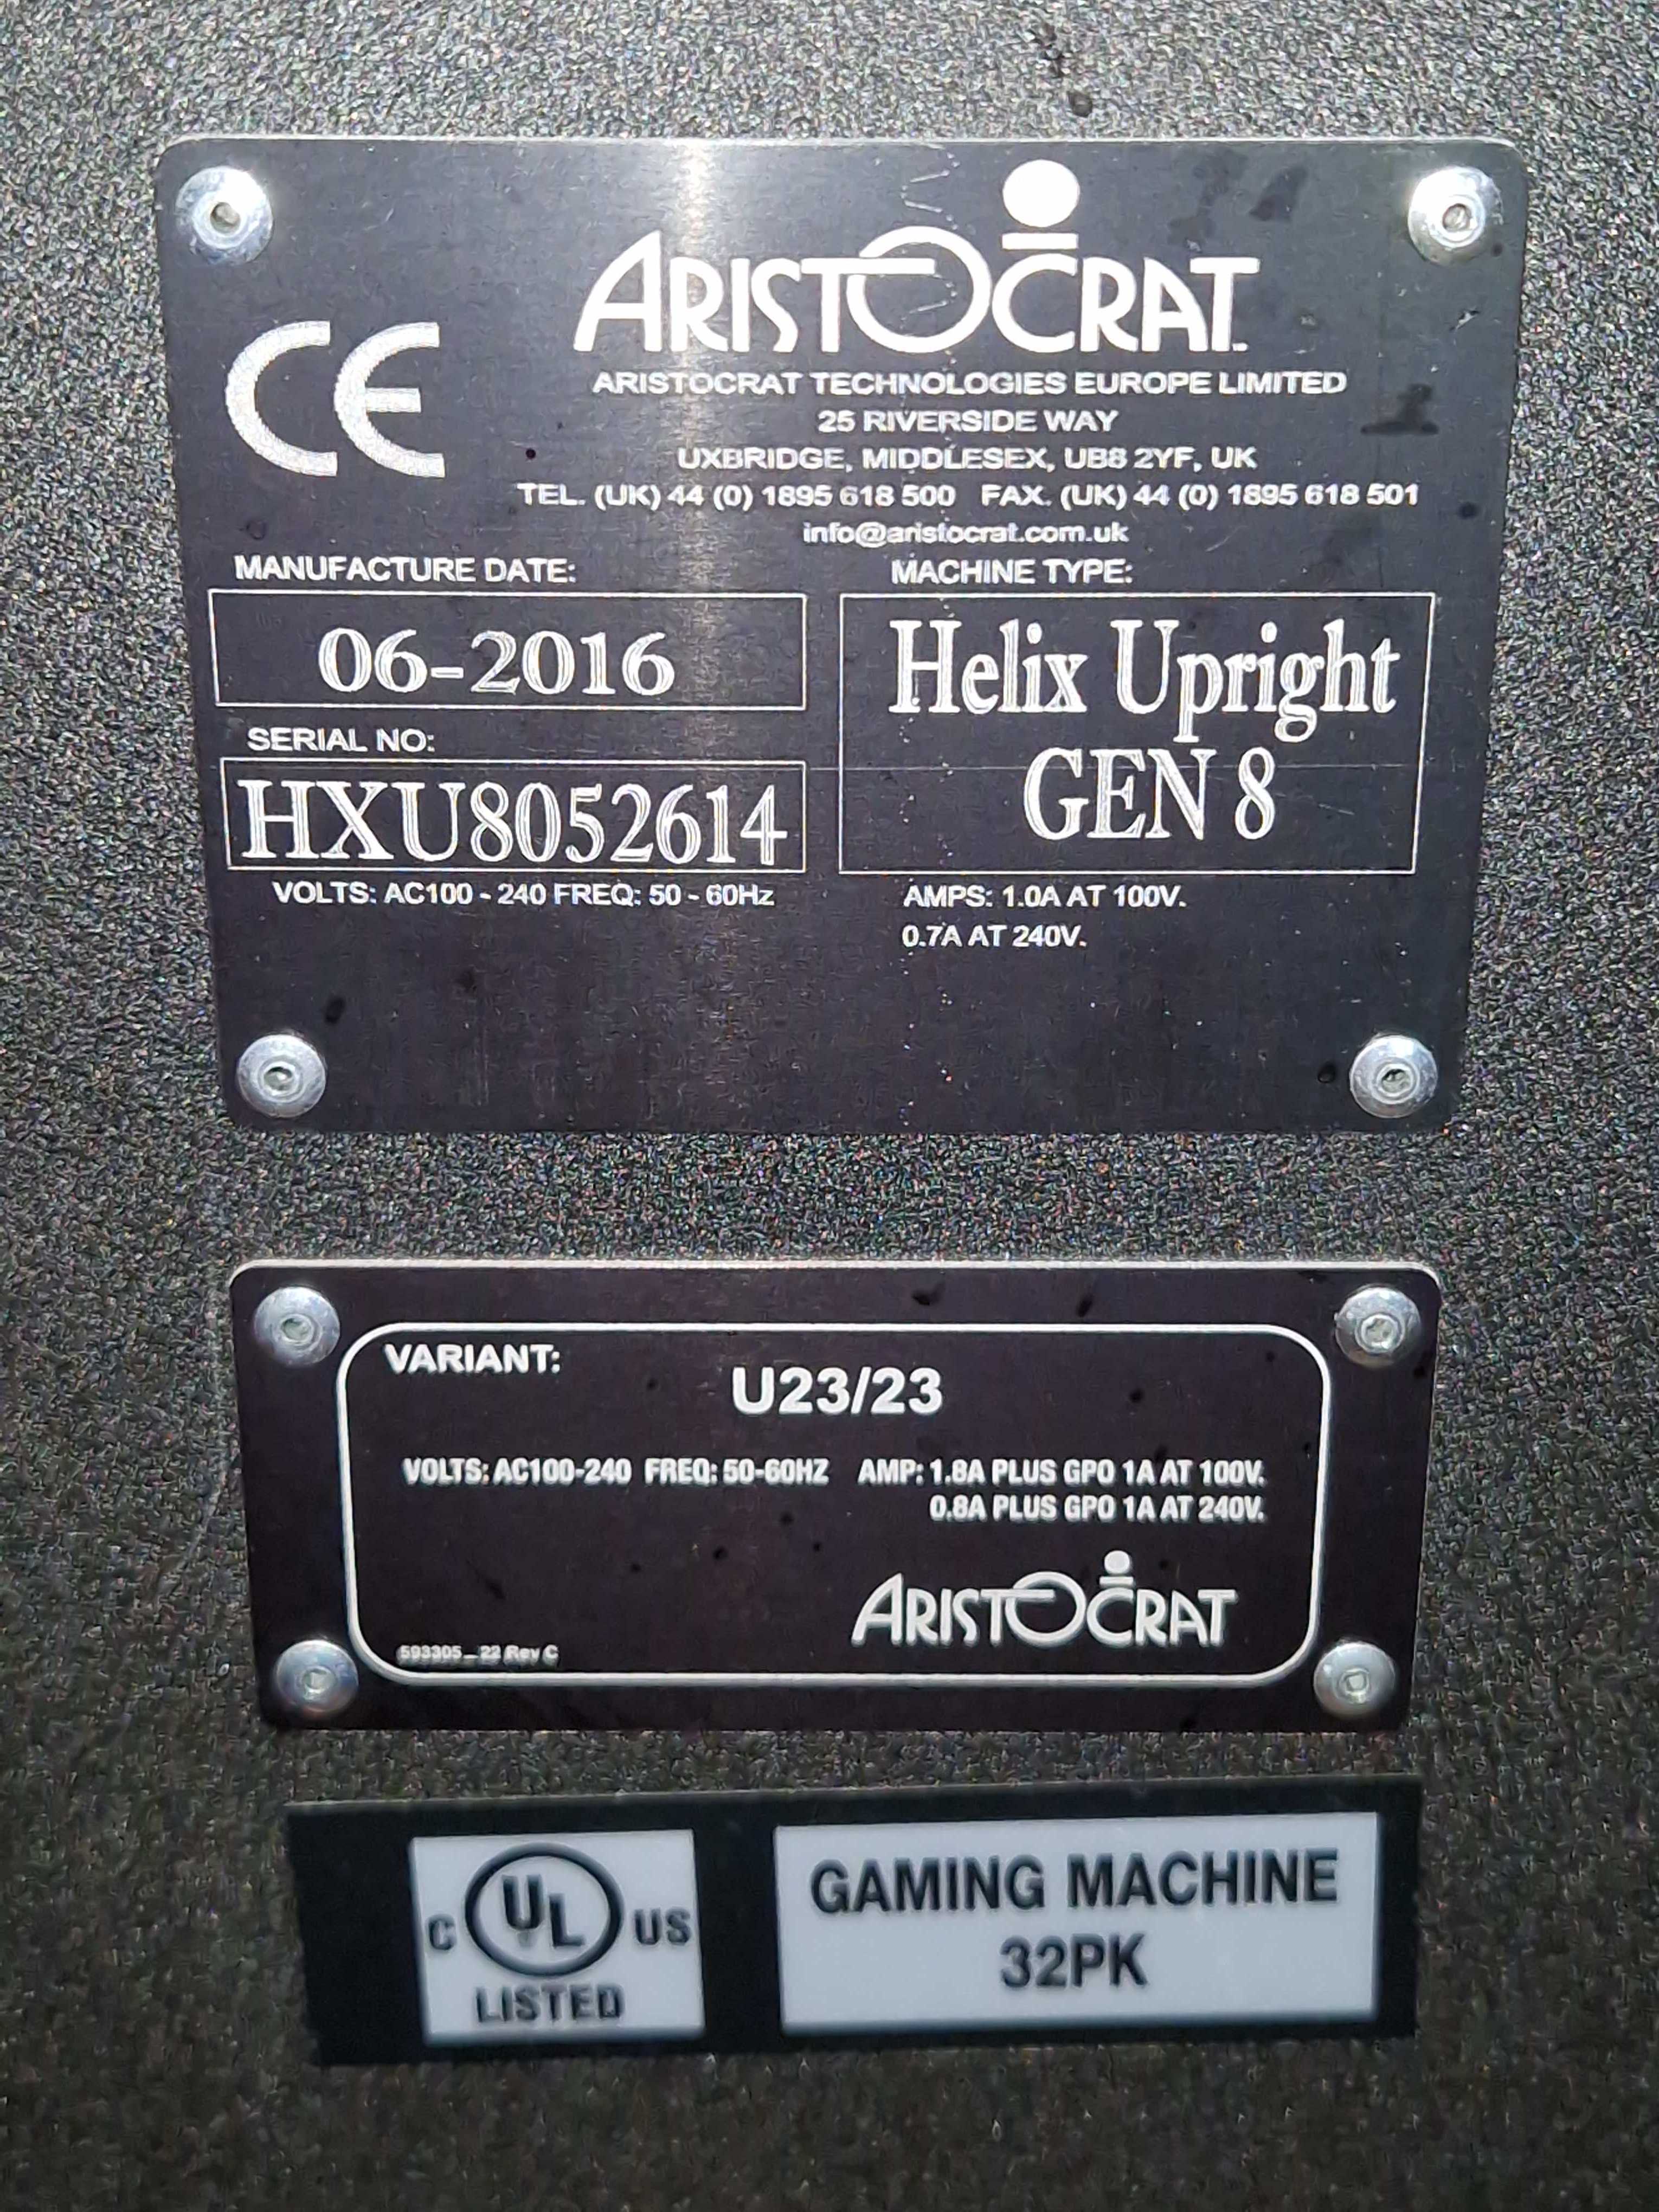 CE
ARISTOCRAT
ARISTOCRAT TECHNOLOGIES EUROPE LIMITED
25 RIVERSIDE WAY
UXBRIDGE, MIDDLESEX, UB8 2YF, UK
TEL. (UK) 44 (0) 1895 618 500 FAX. (UK) 44 (0) 1895 618 501
info@aristocrat.com.uk
MANUFACTURE DATE:
06-2016
SERIAL NO:
HXU8052614
VOLTS: AC100 - 240 FREQ: 50 - 60Hz
MACHINE TYPE:
Helix Upright
GEN 8
AMPS: 1.0A AT 100V.
0.7A AT 240V.
VARIANT:
U23/23
VOLTS: AC100-240 FREQ: 50-60HZ AMP: 1.8A PLUS GPO 1A AT 100V.
0.8A PLUS GPO 1A AT 240V.
ARISTOCRAT
593305_22 Rev C
C UL US
LISTED
GAMING MACHINE
32PK